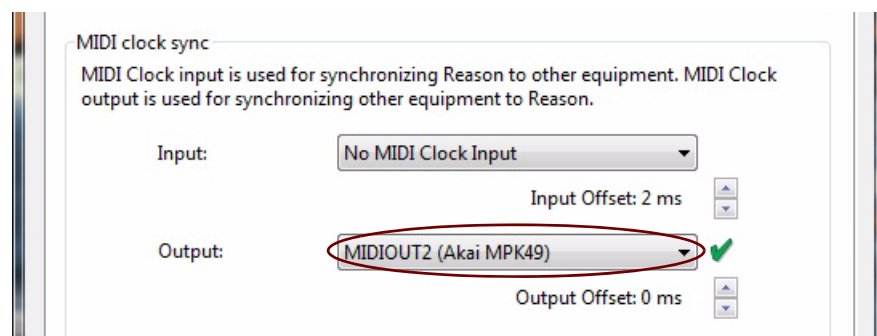 MIDI clock sync
MIDI Clock input is used for synchronizing Reason to other equipment. MIDI Clock
output is used for synchronizing other equipment to Reason.
Input: No MIDI Clock Input
Input Offset: 2 ms
Output: MIDIOUT2 (Akai MPK49)
Output Offset: 0 ms